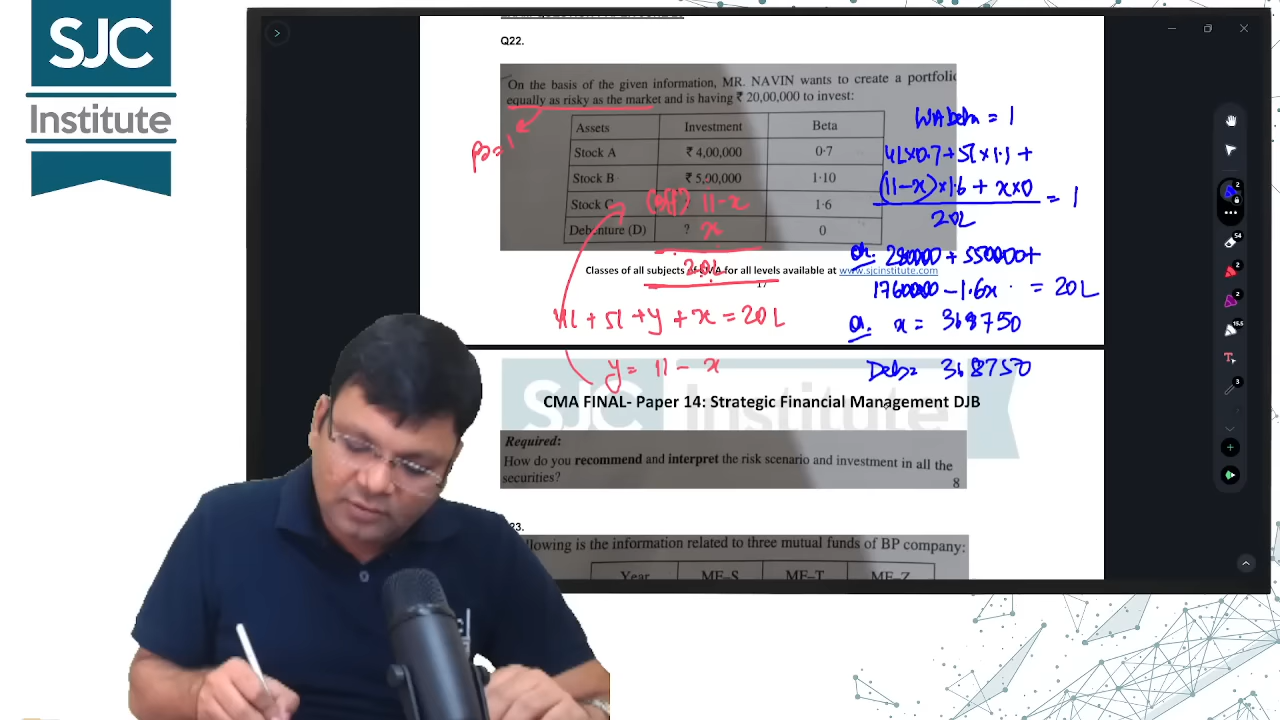 SJC
Institute
Q22.
On the basis of the given information, MR. NAVIN wants to create a portfolio
equally as risky as the market and is having ₹ 20,00,000 to invest:
β=1
Assets Investment Beta
Stock A ₹ 4,00,000 0·7
Stock B ₹ 5,00,000 1·10
Stock C 11-x 1·6
Debenture (D) ? x 0
20L
Classes of all subjects of CMA for all levels available at www.sjcinstitute.com
17
4L + 5L + y + x = 20L
y = 11 - x
WA beta = 1
4L×0.7+5L×1.1+
(11-x)×1.6 + x×0
20L
= 1
or. 280000 + 550000+
1760000 - 1.6x = 20L
or. x = 368750
Deb = 368750
SJC
CMA FINAL- Paper 14: Strategic Financial Management DJB
Required:
How do you recommend and interpret the risk scenario and investment in all the
securities?
8
23.
lowing is the information related to three mutual funds of BP company:
Year MF-S MF-T MF-Z